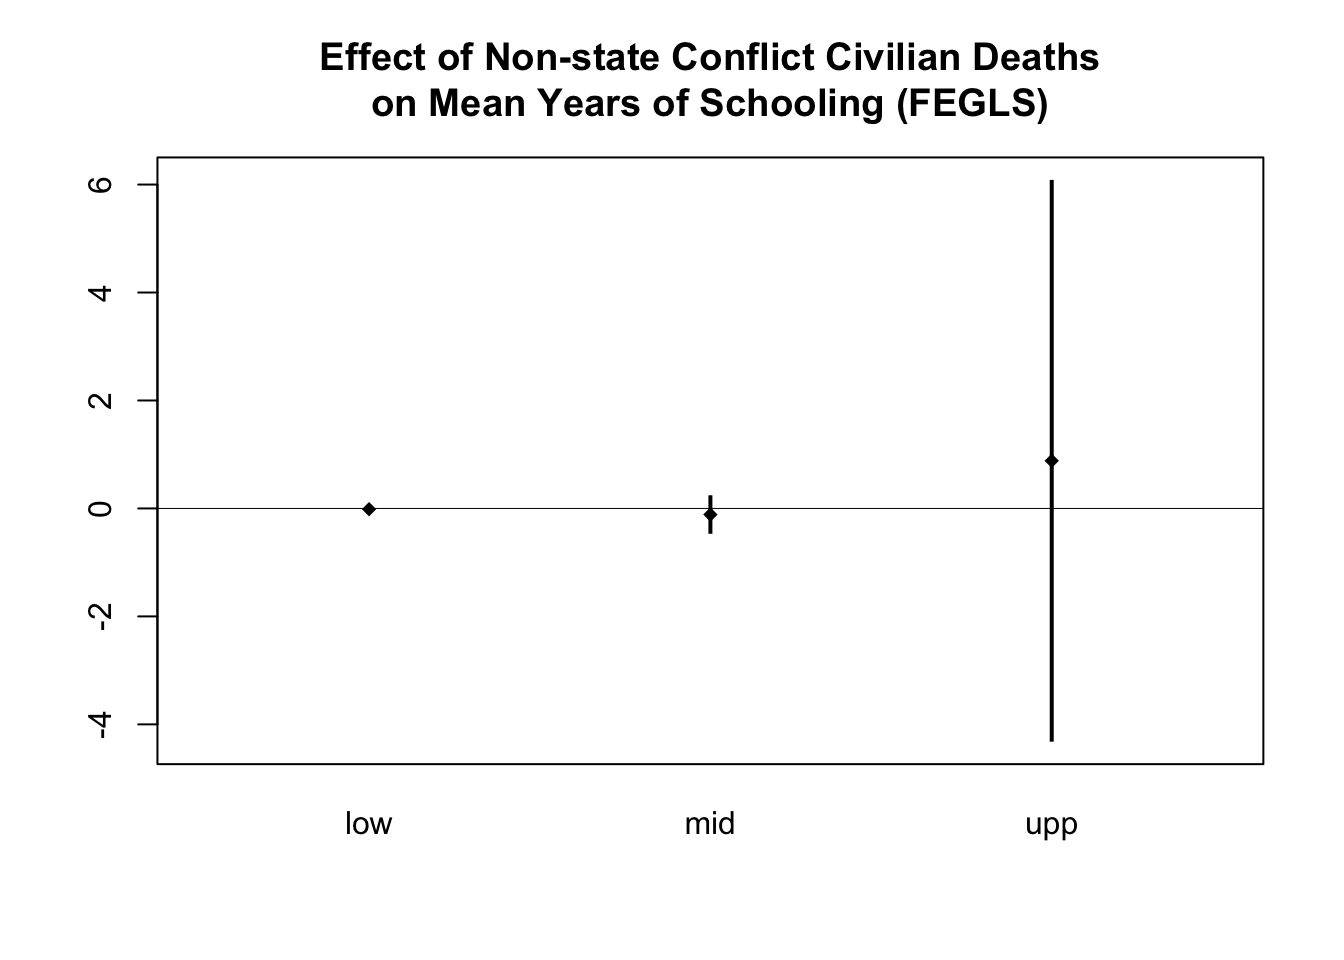 Effect of Non-state Conflict Civilian Deaths
on Mean Years of Schooling (FEGLS)
6
4
2
0
-2
-4
low mid upp